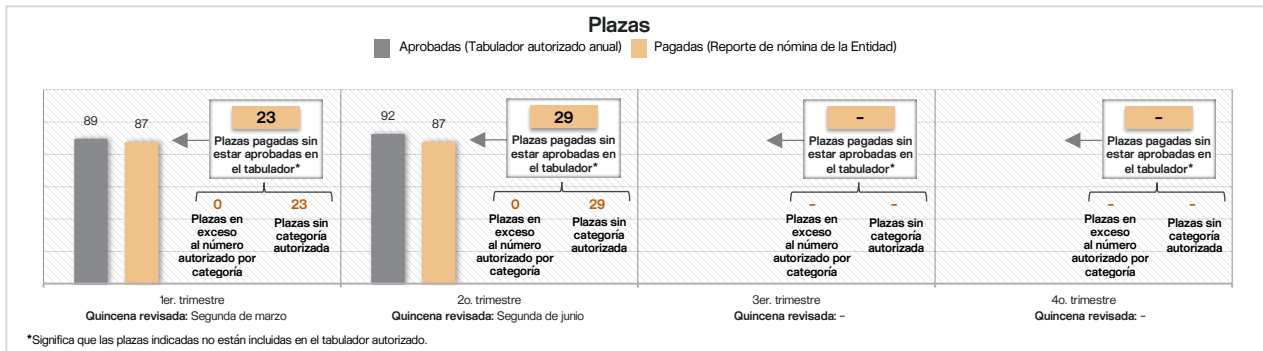 Plazas
Aprobadas (Tabulador autorizado anual)
Pagadas (Reporte de nómina de la Entidad)
89
87
23
Plazas pagadas sin
estar aprobadas en
el tabulador*
0
23
Plazas en
exceso
al número
autorizado por
categoría
Plazas sin
categoría
autorizada
92
87
29
Plazas pagadas sin
estar aprobadas en
el tabulador*
0
29
Plazas en
exceso
al número
autorizado por
categoría
Plazas sin
categoría
autorizada
-
Plazas pagadas sin
estar aprobadas en
el tabulador*
-
-
Plazas en
exceso
al número
autorizado por
categoría
Plazas sin
categoría
autorizada
-
Plazas pagadas sin
estar aprobadas en
el tabulador*
-
-
Plazas en
exceso
al número
autorizado por
categoría
Plazas sin
categoría
autorizada
1er. trimestre
Quincena revisada: Segunda de marzo
2o. trimestre
Quincena revisada: Segunda de junio
3er. trimestre
Quincena revisada: -
4o. trimestre
Quincena revisada: -
*Significa que las plazas indicadas no están incluidas en el tabulador autorizado.